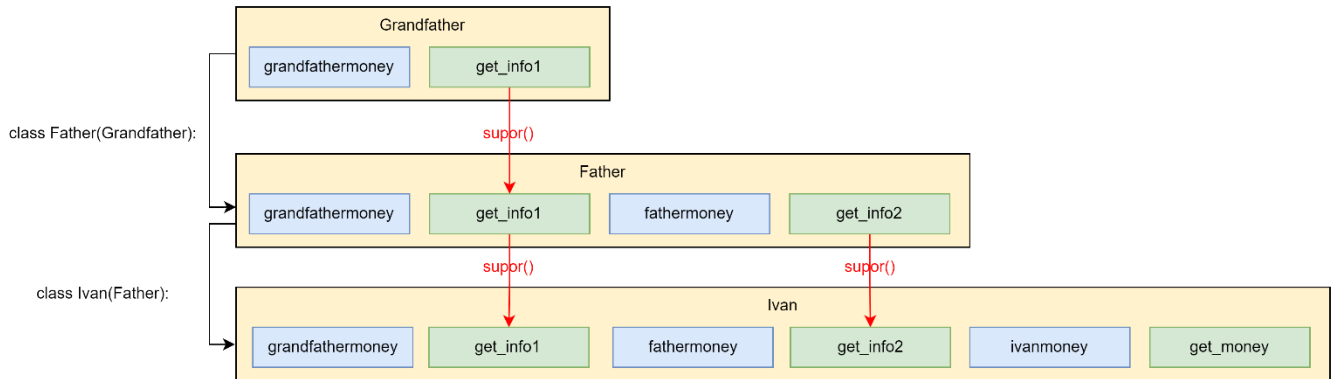 Grandfather
grandfathermoney get_info1
class Father(Grandfather):
supor()
Father
grandfathermoney get_info1 fathermoney get_info2
supor() supor()
class Ivan(Father):
Ivan
grandfathermoney get_info1 fathermoney get_info2 ivanmoney get_money